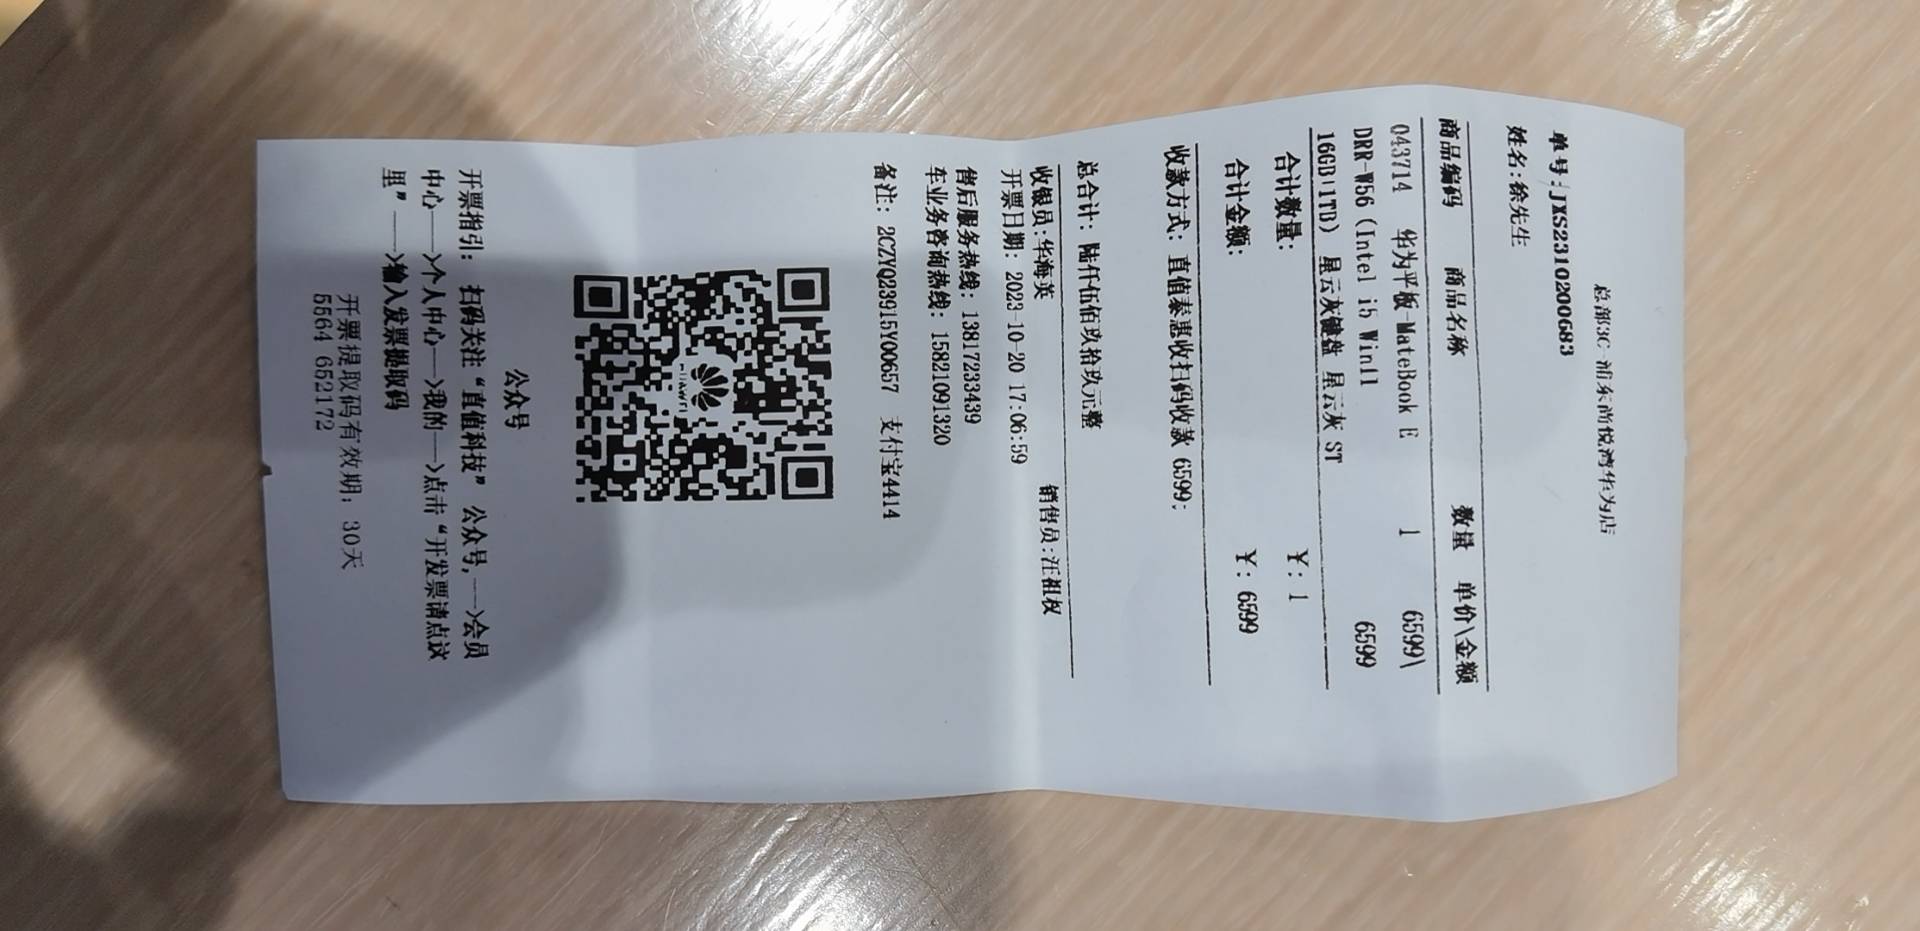 总部3C-浦东尚悦湾华为店
单号:JXS2310200683
姓名:徐先生
商品编码 商品名称 数量 单价\金额
043714 华为平板-MateBook E 1 6599\
DRR-W56 (Intel i5 Win11 6599
16GB+1TB) 星云灰键盘 星云灰 ST
合计数量: ¥: 1
合计金额: ¥: 6599
收款方式: 直值泰惠收扫码收款 6599;
总合计: 陆仟伍佰玖拾玖元整
收银员:华海英 销售员:汪祖权
开票日期: 2023-10-20 17:06:59
售后服务热线: 13817233439
车业务咨询热线: 15821091320
备注: 2CZYQ23915Y00657 支付宝4414
HUAWEI
公众号
开票指引: 扫码关注“直值科技”公众号,—>会员
中心—>个人中心—>我的—>点击“开发票请点这
里”—>输入发票提取码
开票提取码有效期: 30天
5564 652172